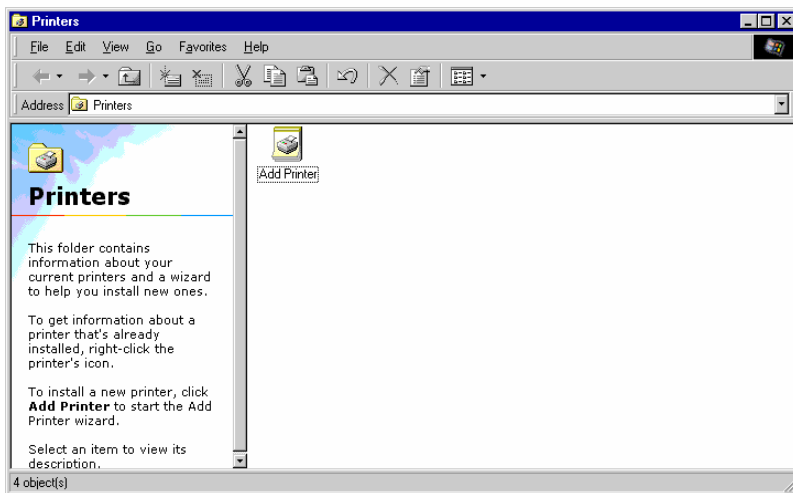 Printers
File Edit View Go Favorites Help
Address Printers
Add Printer
Printers
This folder contains
information about your
current printers and a wizard
to help you install new ones.
To get information about a
printer that's already
installed, right-click the
printer's icon.
To install a new printer, click
Add Printer to start the Add
Printer wizard.
Select an item to view its
description.
4 object(s)